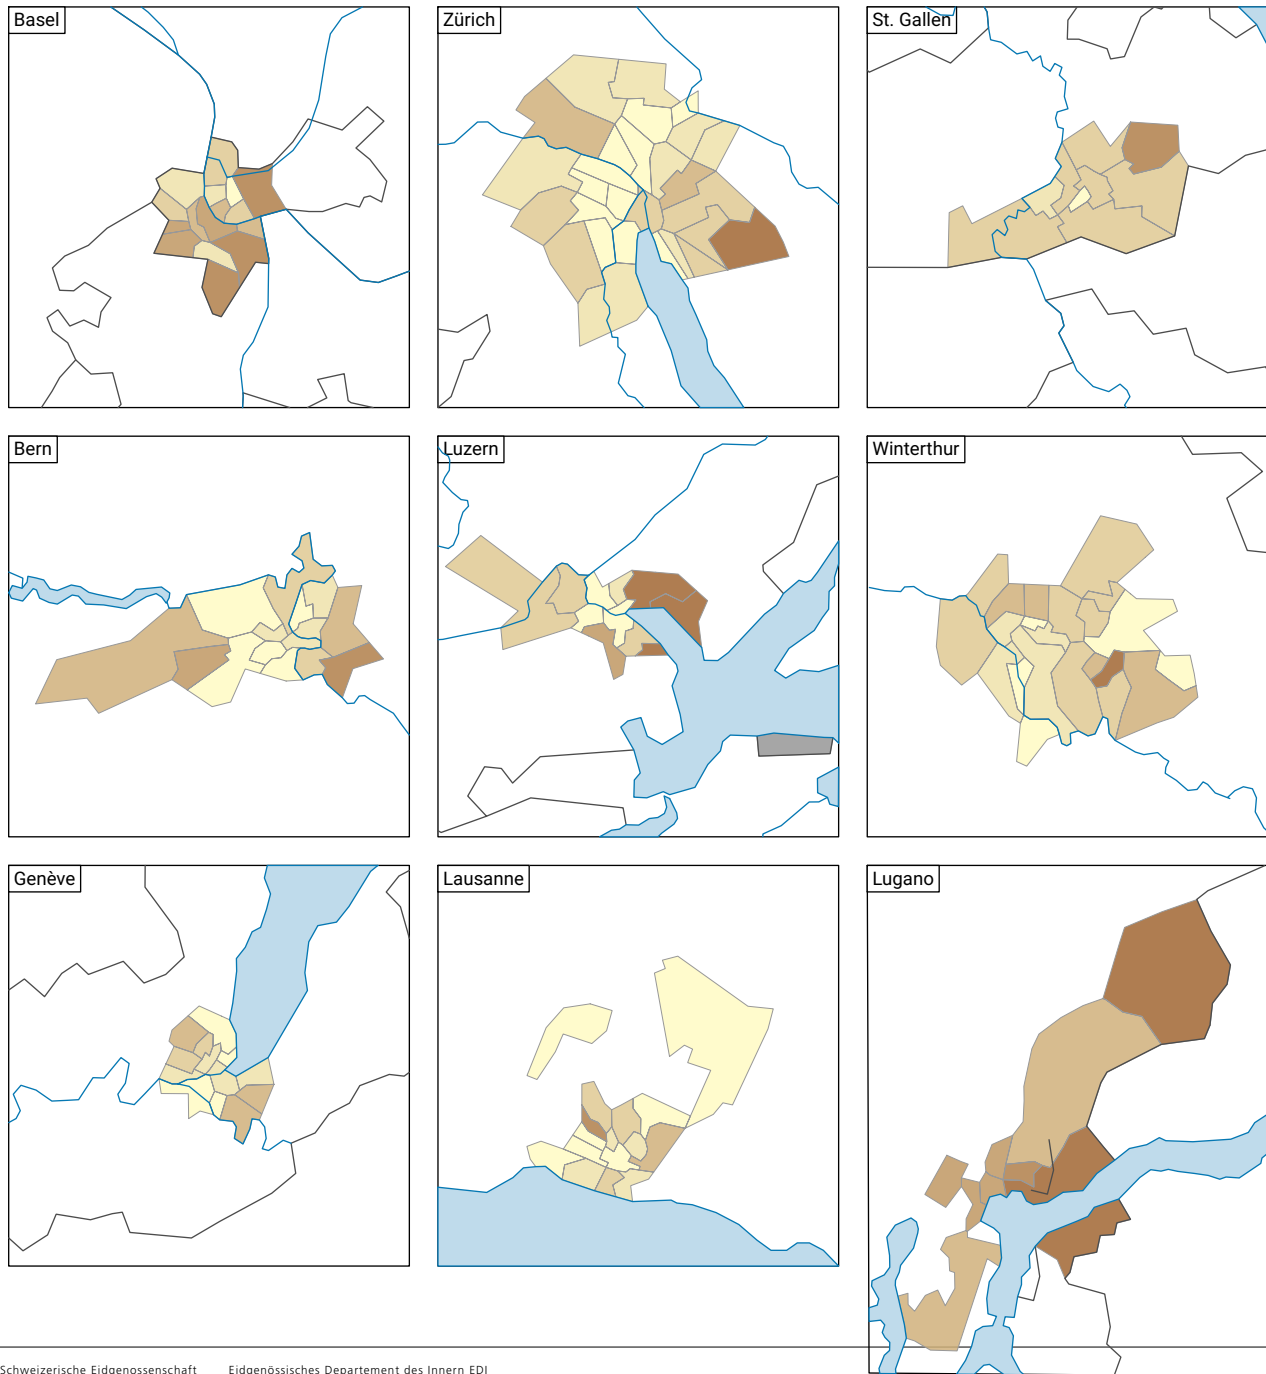 Basel
Zürich
St. Gallen
Bern
Luzern
Winterthur
Genève
Lausanne
Lugano
Schweizerische Eidgenossenschaft
Eidgenössisches Departement des Innern EDI